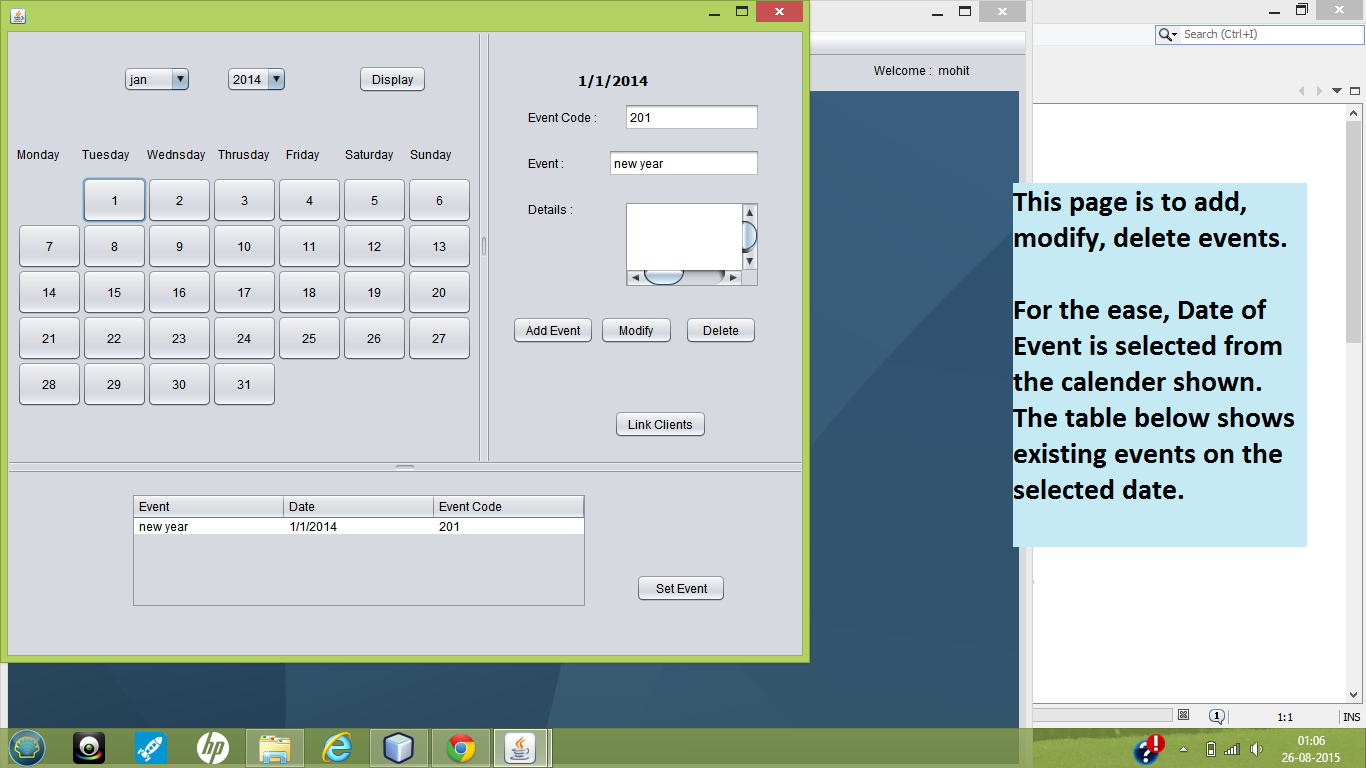 jan 2014 Display
Monday Tuesday Wednsday Thrusday Friday Saturday Sunday
1 2 3 4 5 6
7 8 9 10 11 12 13
14 15 16 17 18 19 20
21 22 23 24 25 26 27
28 29 30 31
1/1/2014
Event Code : 201
Event : new year
Details :
Add Event Modify Delete
Link Clients
Event Date Event Code
new year 1/1/2014 201
Set Event
Welcome : mohit
Search (Ctrl+I)
This page is to add,
modify, delete events.
For the ease, Date of
Event is selected from
the calender shown.
The table below shows
existing events on the
selected date.
1 1:1 INS
hp
01:06
26-08-2015